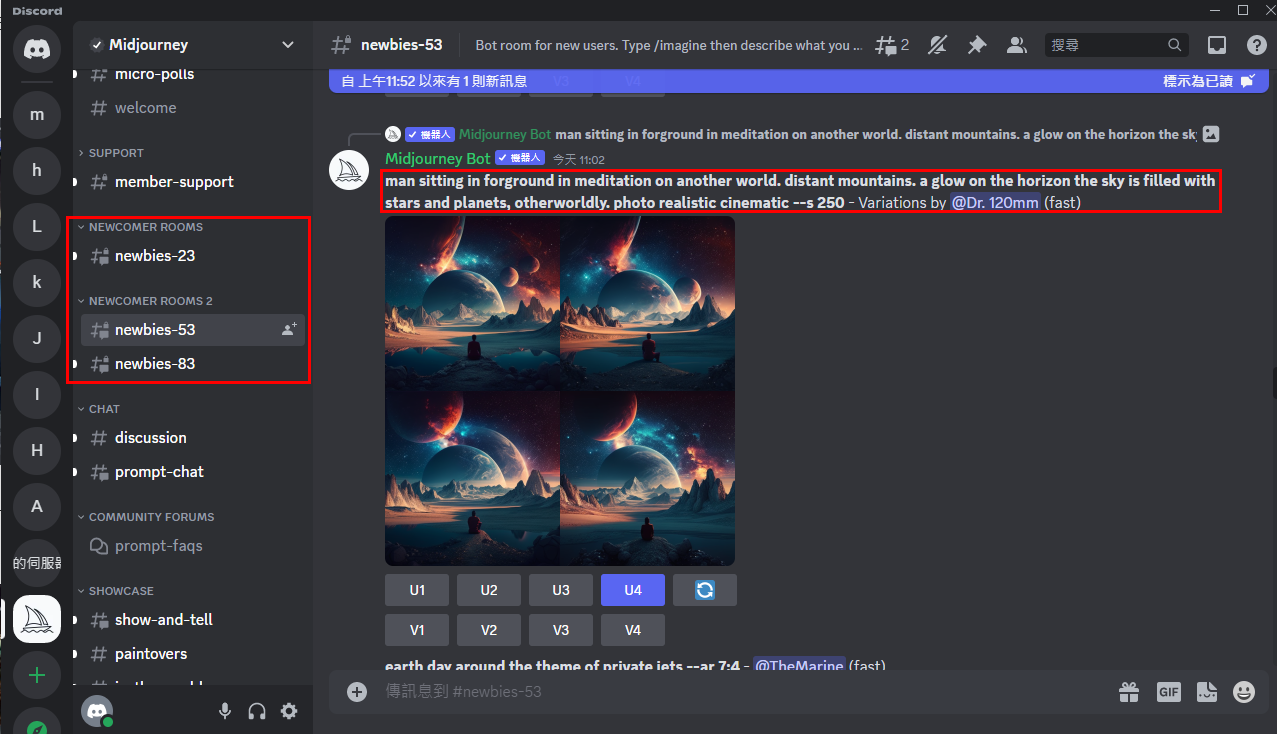 Discord
Midjourney
micro-polls
welcome
SUPPORT
member-support
NEWCOMER ROOMS
newbies-23
NEWCOMER ROOMS 2
newbies-53
newbies-83
CHAT
discussion
prompt-chat
COMMUNITY FORUMS
prompt-faqs
SHOWCASE
show-and-tell
paintovers
m
h
L
k
J
I
H
A
的伺服器
newbies-53
Bot room for new users. Type /imagine then describe what you ...
2
搜尋
自 上午11:52 以來有 1 則新訊息
標示為已讀
V3
V4
機器人 Midjourney Bot man sitting in forground in meditation on another world. distant mountains. a glow on the horizon the sk
Midjourney Bot 機器人 今天 11:02
man sitting in forground in meditation on another world. distant mountains. a glow on the horizon the sky is filled with
stars and planets, otherworldly. photo realistic cinematic --s 250 - Variations by @Dr. 120mm (fast)
U1 U2 U3 U4
V1 V2 V3 V4
earth day around the theme of private jets --ar 7:4 - @TheMarine (fast)
傳訊息到 #newbies-53
GIF